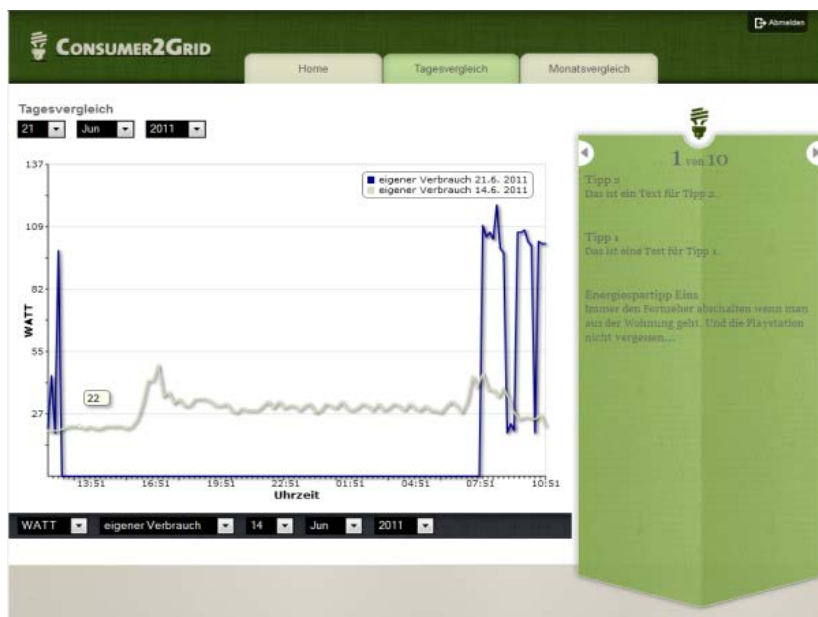 Abmelden
CONSUMER2GRID
Home
Tagesvergleich
Monatsvergleich
Tagesvergleich
21 Jun 2011
137
109
82
55
27
WATT
eigener Verbrauch 21.6. 2011
eigener Verbrauch 14.6. 2011
22
13:51 16:51 19:51 22:51 01:51 04:51 07:51 10:51
Uhrzeit
WATT eigener Verbrauch 14 Jun 2011
1 von 10
Tipp 2
Das ist ein Text für Tipp 2.
Tipp 1
Das ist eine Test für Tipp 1.
Energiespartipp Eins
Immer den Fernseher abschalten wenn man
aus der Wohnung geht. Und die Playstation
nicht vergessen...